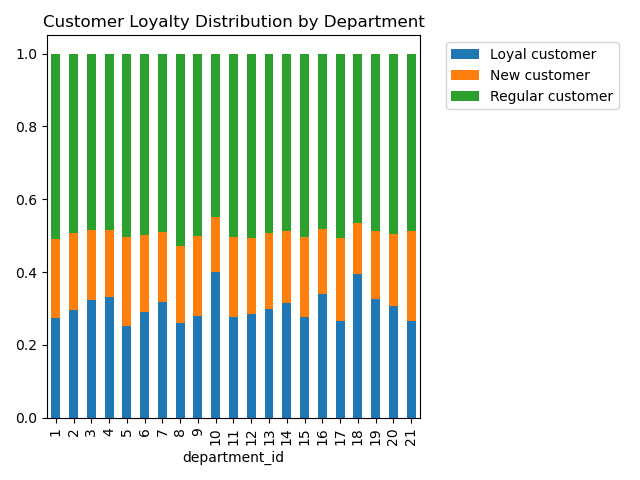 Customer Loyalty Distribution by Department
Loyal customer
New customer
Regular customer
1.0
0.8
0.6
0.4
0.2
0.0
1 2 3 4 5 6 7 8 9 10 11 12 13 14 15 16 17 18 19 20 21
department_id